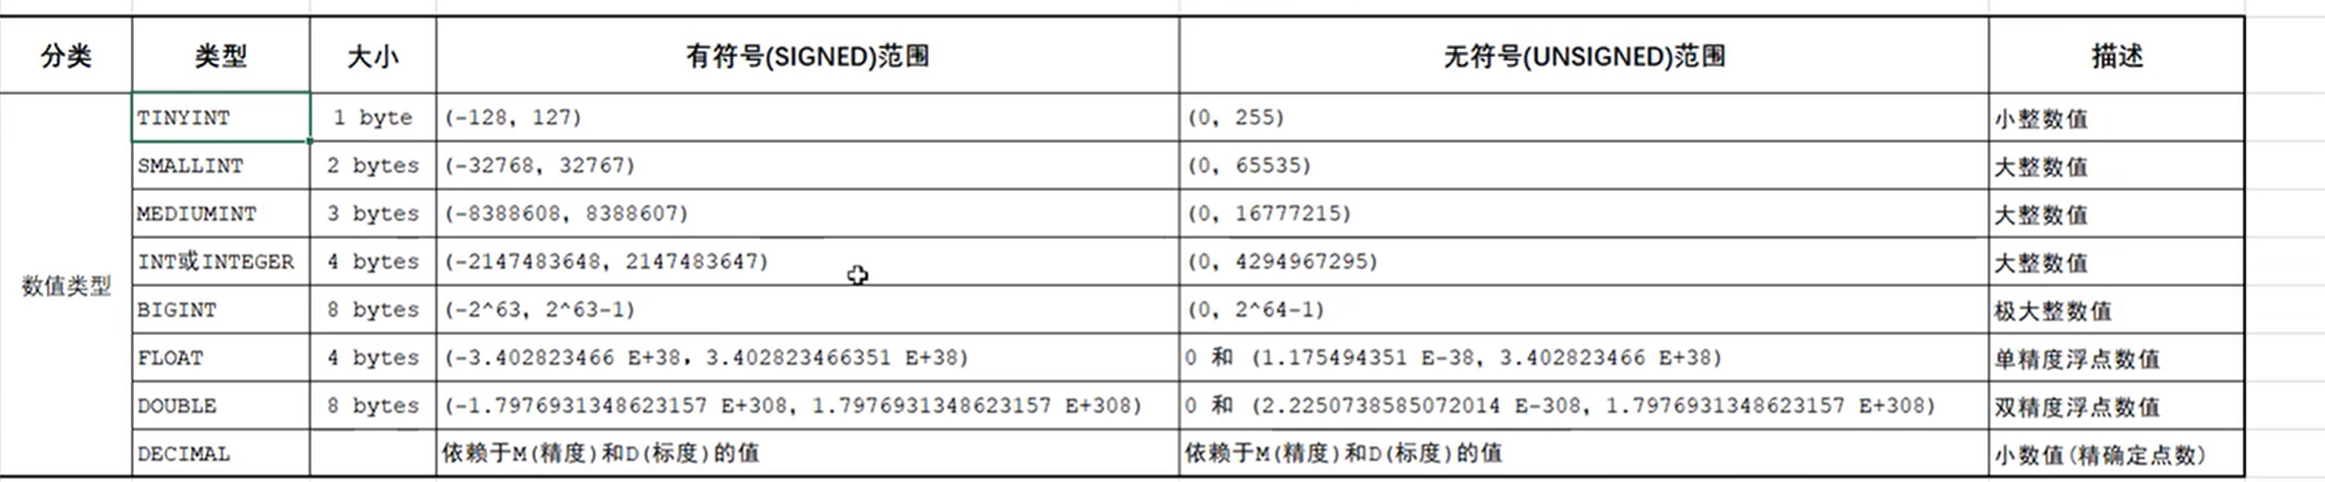 分类 类型 大小 有符号(SIGNED)范围 无符号(UNSIGNED)范围 描述
TINYINT 1 byte (-128, 127) (0, 255) 小整数值
SMALLINT 2 bytes (-32768, 32767) (0, 65535) 大整数值
MEDIUMINT 3 bytes (-8388608, 8388607) (0, 16777215) 大整数值
数值类型 INT或INTEGER 4 bytes (-2147483648, 2147483647) (0, 4294967295) 大整数值
BIGINT 8 bytes (-2^63, 2^63-1) (0, 2^64-1) 极大整数值
FLOAT 4 bytes (-3.402823466 E+38, 3.402823466351 E+38) 0 和 (1.175494351 E-38, 3.402823466 E+38) 单精度浮点数值
DOUBLE 8 bytes (-1.7976931348623157 E+308, 1.7976931348623157 E+308) 0 和 (2.2250738585072014 E-308, 1.7976931348623157 E+308) 双精度浮点数值
DECIMAL 依赖于M(精度)和D(标度)的值 依赖于M(精度)和D(标度)的值 小数值(精确定点数)